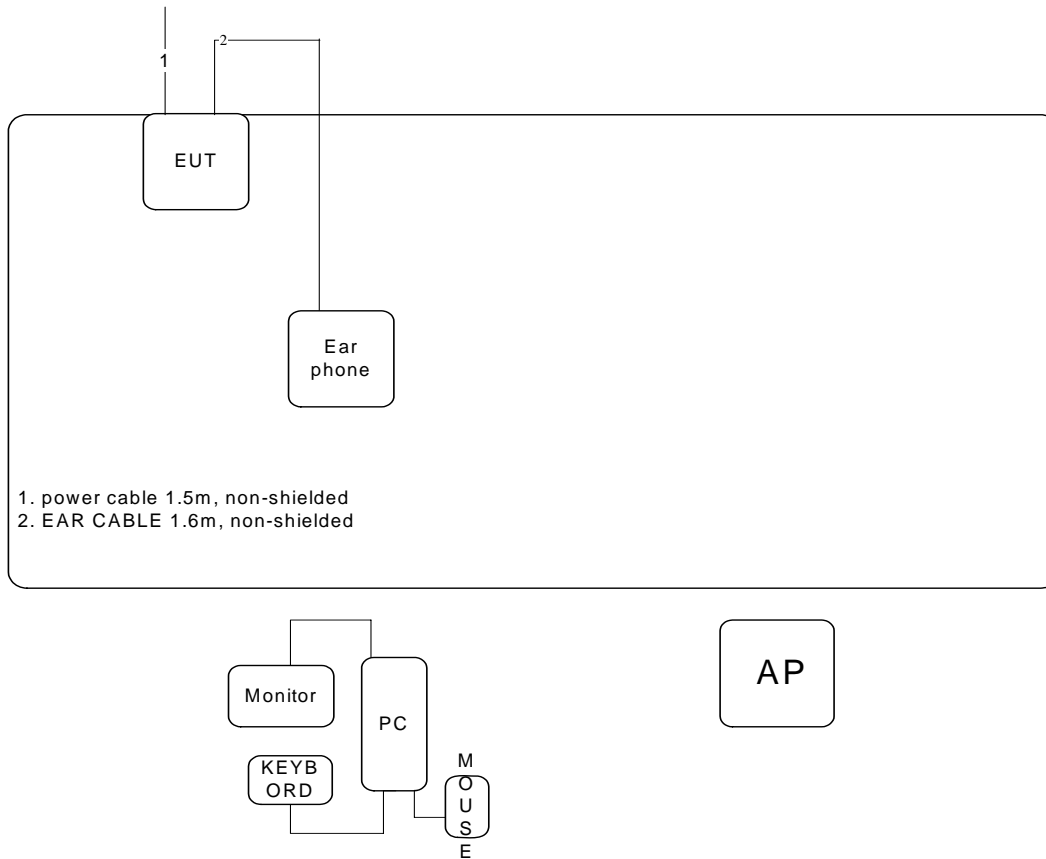 2
1
EUT
Ear
phone
1. power cable 1.5m, non-shielded
2. EAR CABLE 1.6m, non-shielded
AP
Monitor
PC
KEYB
ORD
M
O
U
S
E